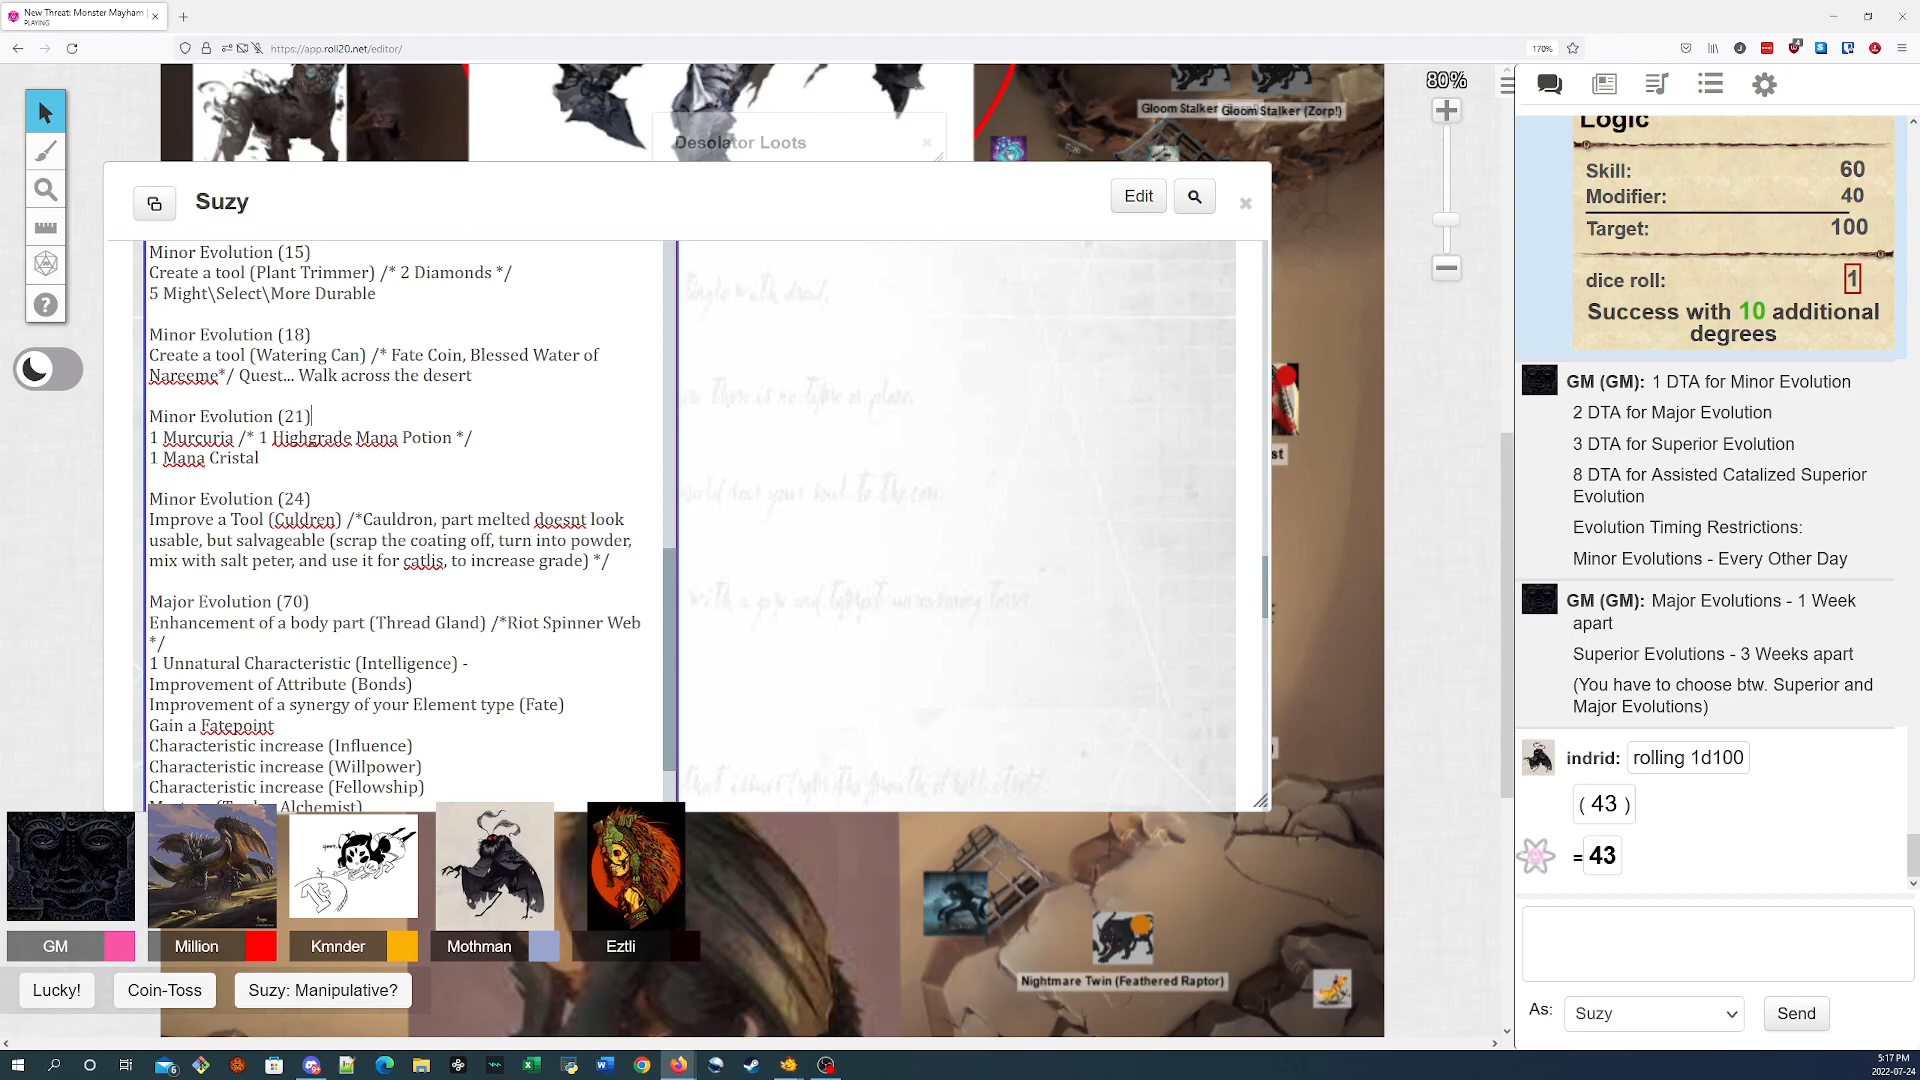 New Threat: Monster Mayham |
PLAYING
https://app.roll20.net/editor/
170%
Gloom Stalker
Gloom Stalker (Zorp!)
80%
Desolator Loots
Suzy
Edit
Minor Evolution (15)
Create a tool (Plant Trimmer) /* 2 Diamonds */
5 Might\Select\More Durable
Minor Evolution (18)
Create a tool (Watering Can) /* Fate Coin, Blessed Water of
Nareeme*/ Quest... Walk across the desert
Minor Evolution (21)
1 Murcuria /* 1 Highgrade Mana Potion */
1 Mana Cristal
Minor Evolution (24)
Improve a Tool (Culdren) /*Cauldron, part melted doesnt look
usable, but salvageable (scrap the coating off, turn into powder,
mix with salt peter, and use it for catlis, to increase grade) */
Major Evolution (70)
Enhancement of a body part (Thread Gland) /*Riot Spinner Web
*/
1 Unnatural Characteristic (Intelligence) -
Improvement of Attribute (Bonds)
Improvement of a synergy of your Element type (Fate)
Gain a Fatepoint
Characteristic increase (Influence)
Characteristic increase (Willpower)
Characteristic increase (Fellowship)
Alchemist)
GM
Million
Kmnder
Mothman
Eztli
Lucky!
Coin-Toss
Suzy: Manipulative?
Nightmare Twin (Feathered Raptor)
Logic
Skill: 60
Modifier: 40
Target: 100
dice roll: 1
Success with 10 additional
degrees
GM (GM): 1 DTA for Minor Evolution
2 DTA for Major Evolution
3 DTA for Superior Evolution
8 DTA for Assisted Catalized Superior
Evolution
Evolution Timing Restrictions:
Minor Evolutions - Every Other Day
GM (GM): Major Evolutions - 1 Week
apart
Superior Evolutions - 3 Weeks apart
(You have to choose btw. Superior and
Major Evolutions)
indrid: rolling 1d100
( 43 )
= 43
As: Suzy
Send
5:17 PM
2022-07-24